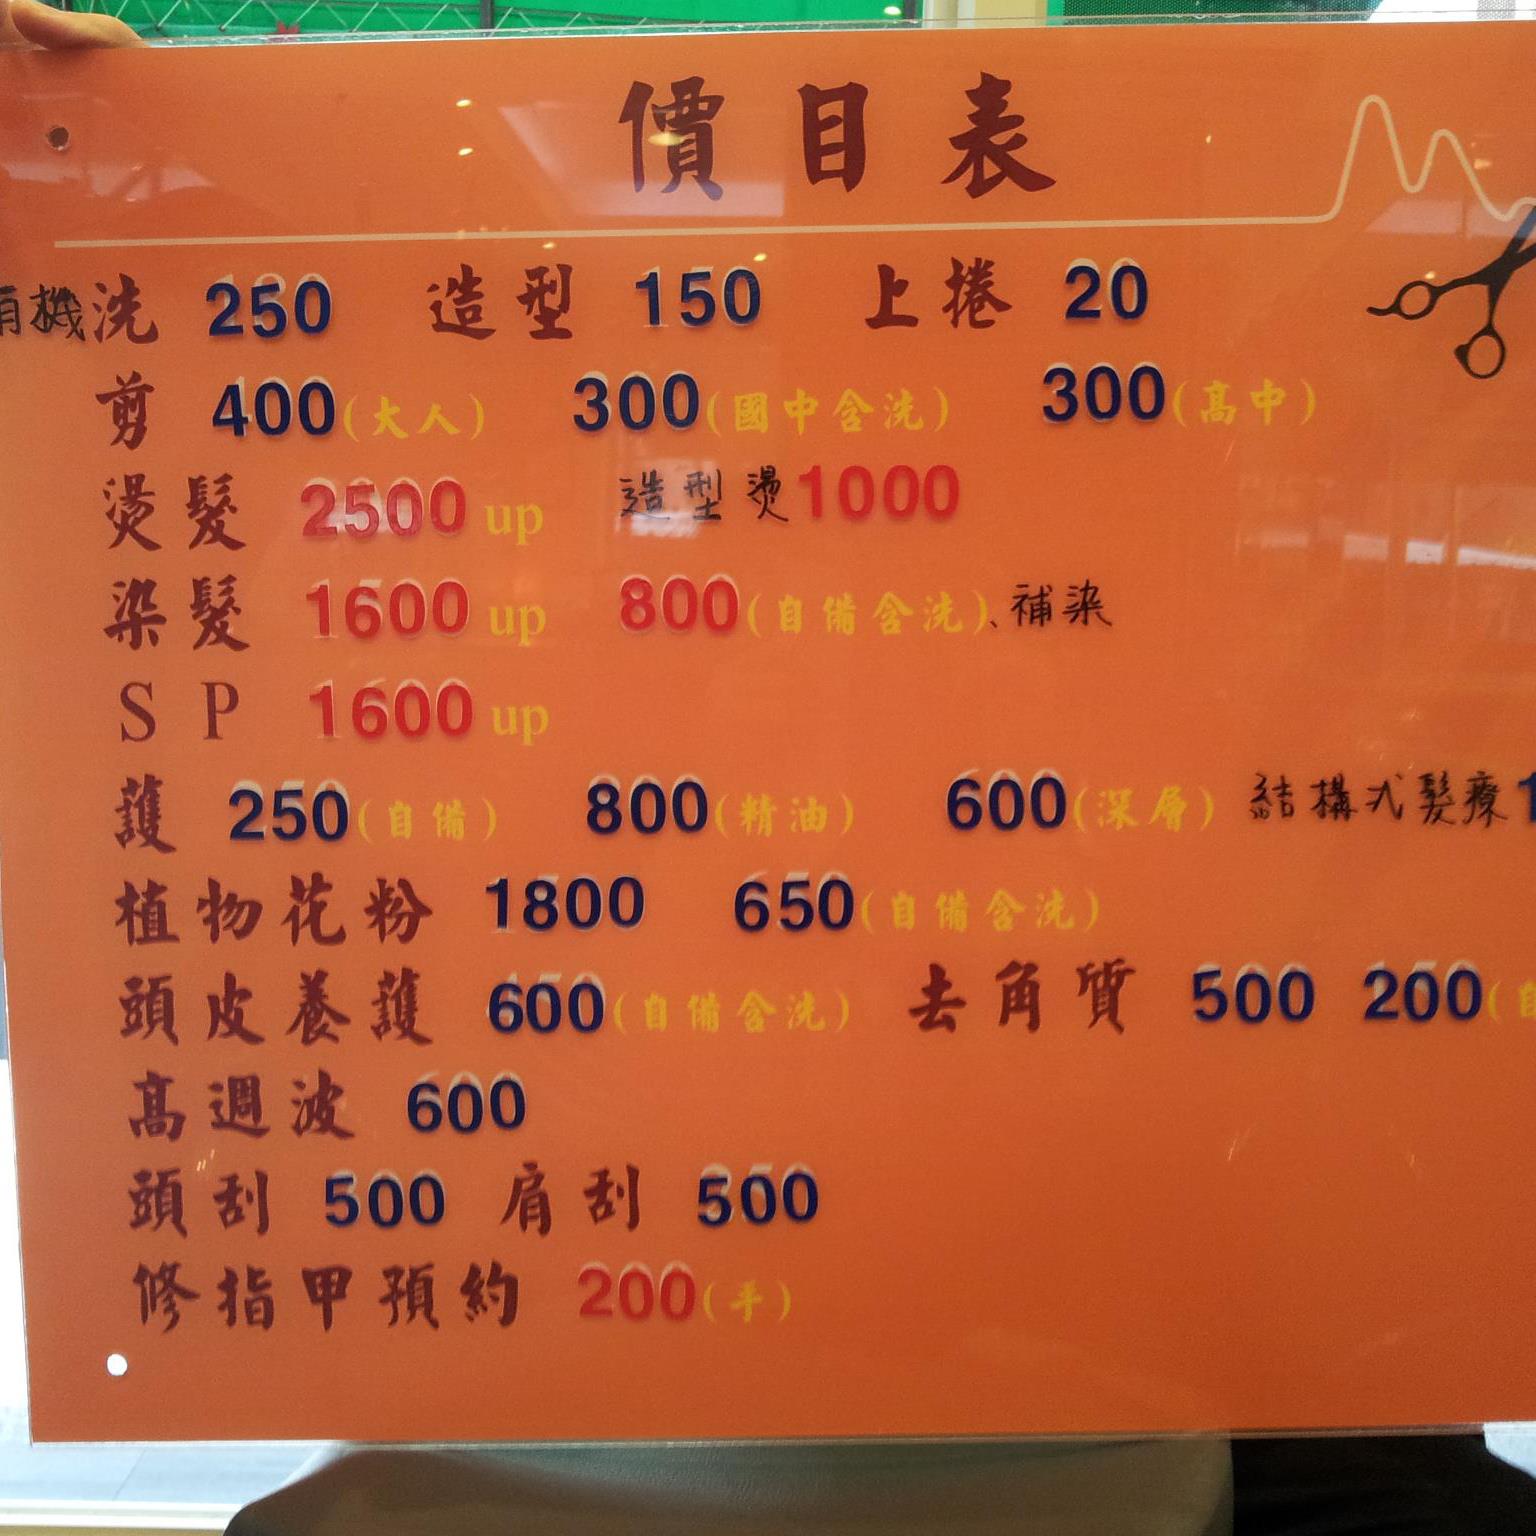 價目表
有機洗 250 造型 150 上捲 20
剪 400(大人) 300(國中含洗) 300(高中)
燙髮 2500 up 造型燙1000
染髮 1600 up 800(自備含洗)、補染
SP 1600 up
護 250(自備) 800(精油) 600(深層) 結構式髮療
植物花粉 1800 650(自備含洗)
頭皮養護 600(自備含洗) 去角質 500 200(
高週波 600
頭刮 500 肩刮 500
修指甲預約 200(手)